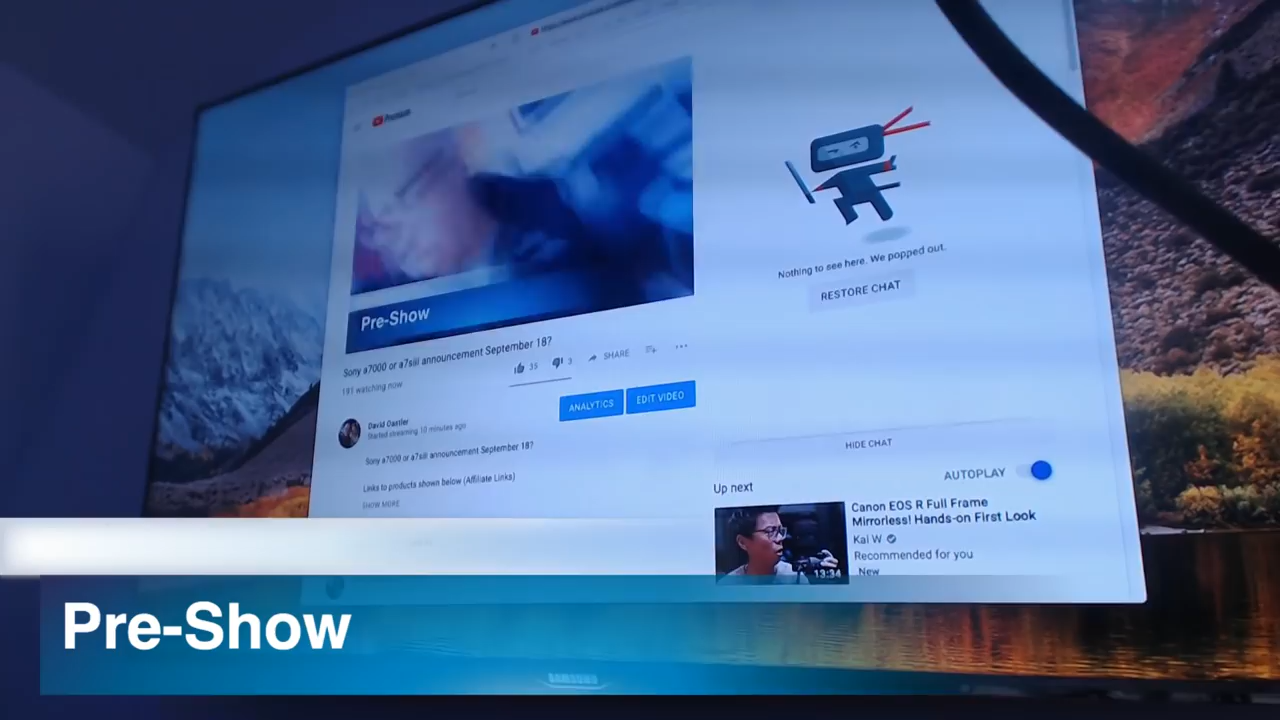 Premium
Pre-Show
Sony a7000 or a7siii announcement September 18?
191 watching now
35
3
SHARE
ANALYTICS
EDIT VIDEO
David Oastler
Started streaming 10 minutes ago
Sony a7000 or a7siii announcement September 18?
Links to products shown below (Affiliate Links)
SHOW MORE
Nothing to see here. We popped out.
RESTORE CHAT
HIDE CHAT
AUTOPLAY
Up next
Canon EOS R Full Frame
Mirrorless! Hands-on First Look
Kai W
Recommended for you
New
13:34
Pre-Show
SAMSUNG